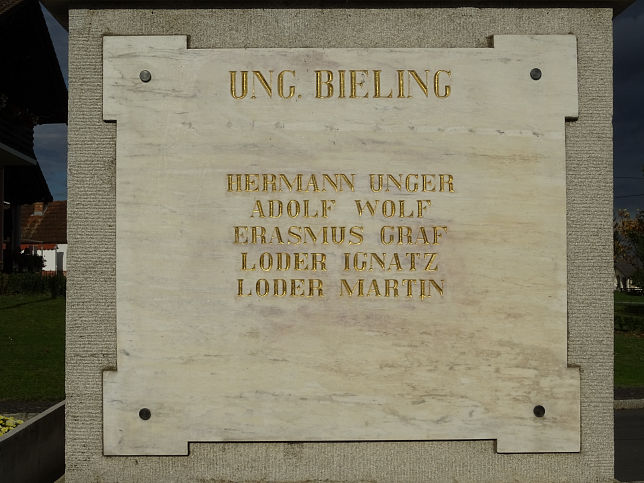 UNG. BIELING
HERMANN UNGER
ADOLF WOLF
ERASMUS GRAF
LODER IGNATZ
LODER MARTIN